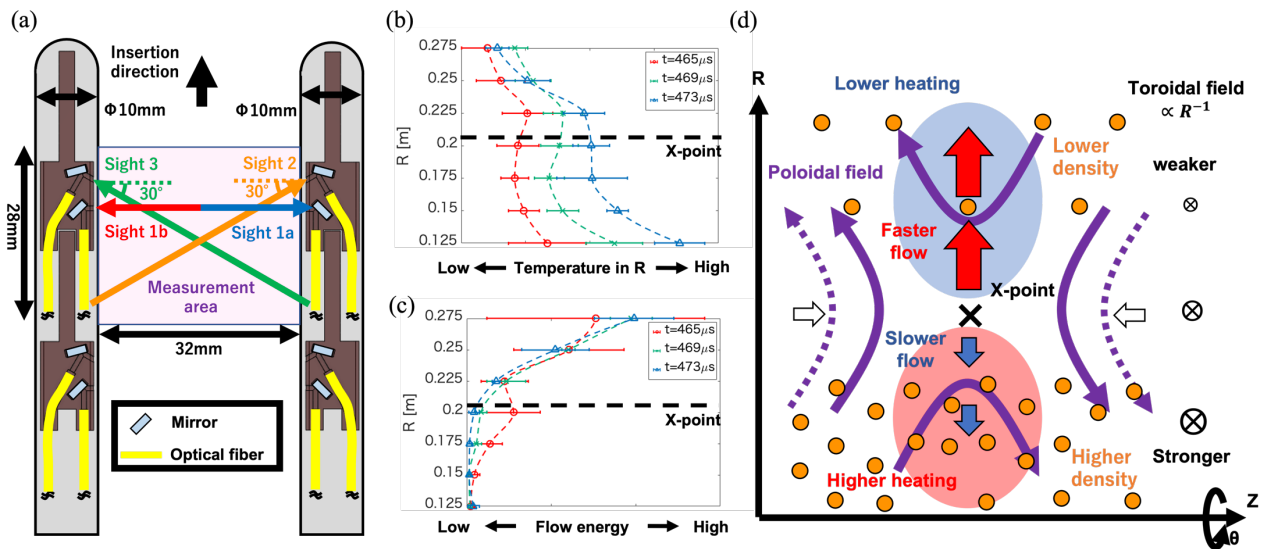 (a)
Insertion
direction
Φ10mm
Φ10mm
Sight 3
Sight 2
30°
30°
28mm
Sight 1b
Sight 1a
Measurement
area
32mm
Mirror
Optical fiber
(b)
0.275
0.25
0.225
0.2
0.175
0.15
0.125
R [m]
t=465μs
t=469μs
t=473μs
X-point
Low
Temperature in R
High
(c)
0.275
0.25
0.225
0.2
0.175
0.15
0.125
R [m]
t=465μs
t=469μs
t=473μs
X-point
Low
Flow energy
High
(d)
R
Lower heating
Toroidal field
∝ R⁻¹
Lower
density
weaker
Poloidal field
Faster
flow
X-point
Slower
flow
Higher heating
Higher
density
Stronger
Z
θ